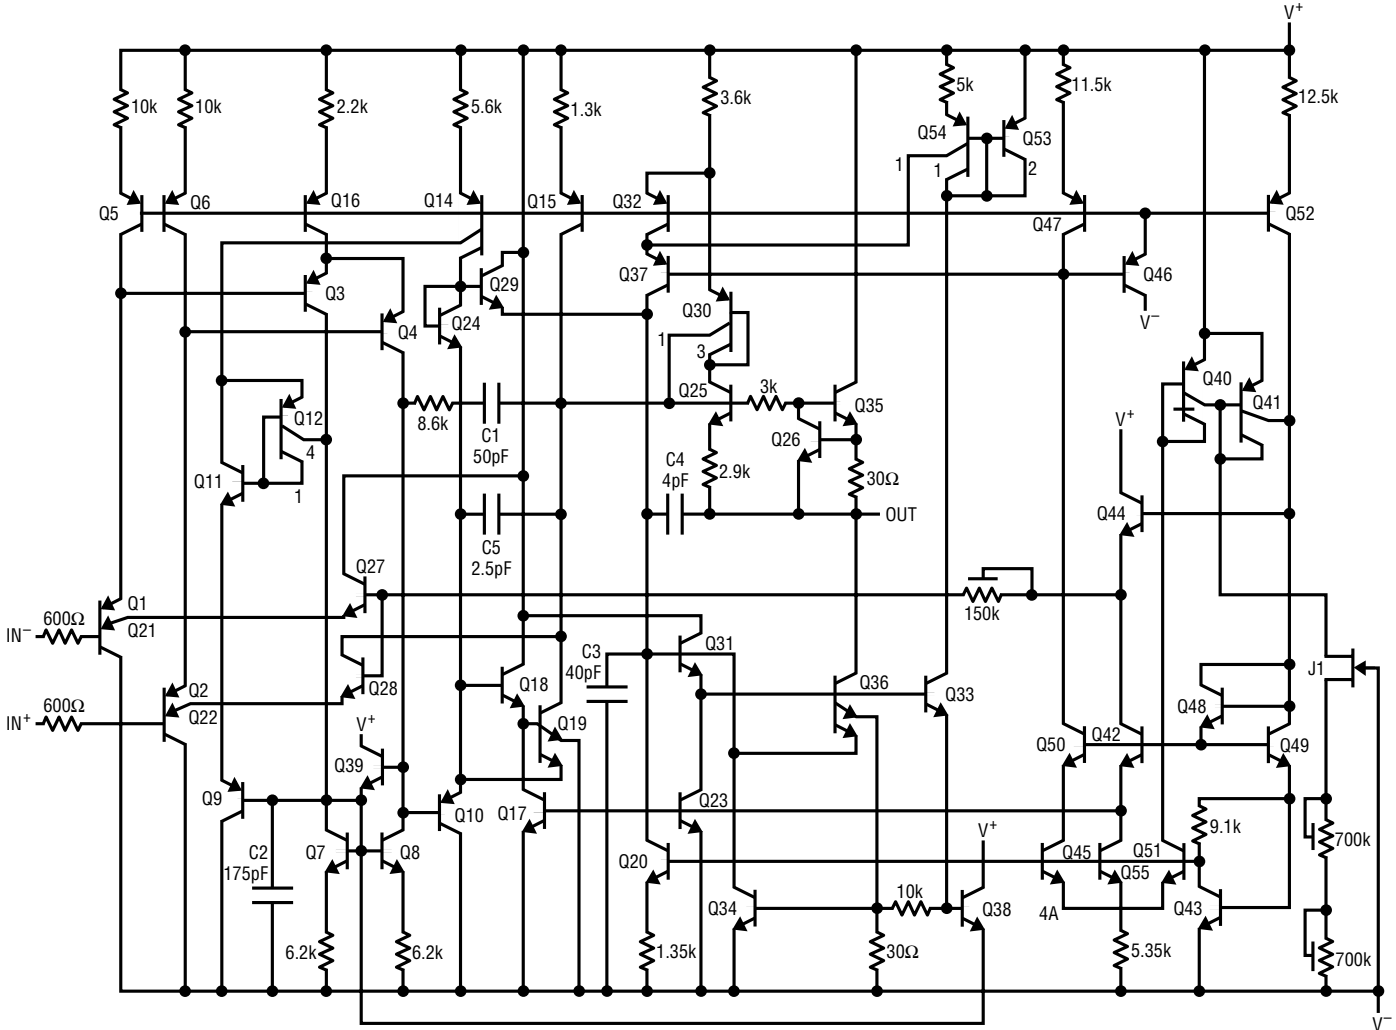 V+
10k
10k
2.2k
5.6k
1.3k
3.6k
5k
11.5k
12.5k
Q54
Q53
1
1
2
Q5
Q6
Q16
Q14
Q15
Q32
Q47
Q52
Q3
Q29
Q37
Q46
Q4
Q24
Q30
V−
1
3
Q40
Q41
Q12
4
1
8.6k
C1
50pF
Q25
3k
Q35
Q26
V+
Q11
C4
4pF
2.9k
30Ω
OUT
Q44
C5
2.5pF
Q27
150k
IN−
600Ω
Q1
Q21
Q31
Q28
C3
40pF
Q18
Q36
Q33
J1
IN+
600Ω
Q2
Q22
V+
Q19
Q48
Q39
Q50
Q42
Q49
Q9
Q10
Q17
Q23
V+
9.1k
700k
Q7
Q8
C2
175pF
Q20
Q45
Q55
Q51
Q34
10k
Q38
4A
Q43
6.2k
6.2k
1.35k
30Ω
5.35k
700k
V−